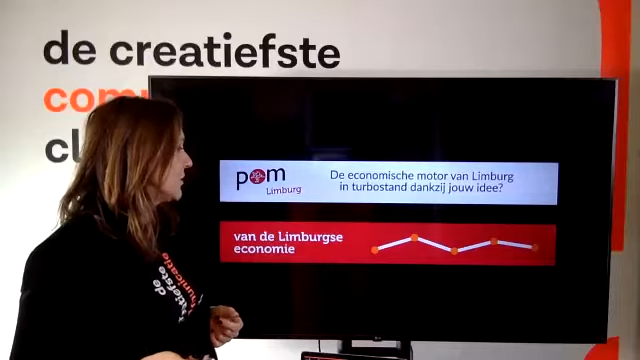 de creatiefste
com
cl
pom
Limburg
De economische motor van Limburg
in turbostand dankzij jouw idee?
van de Limburgse
economie
de